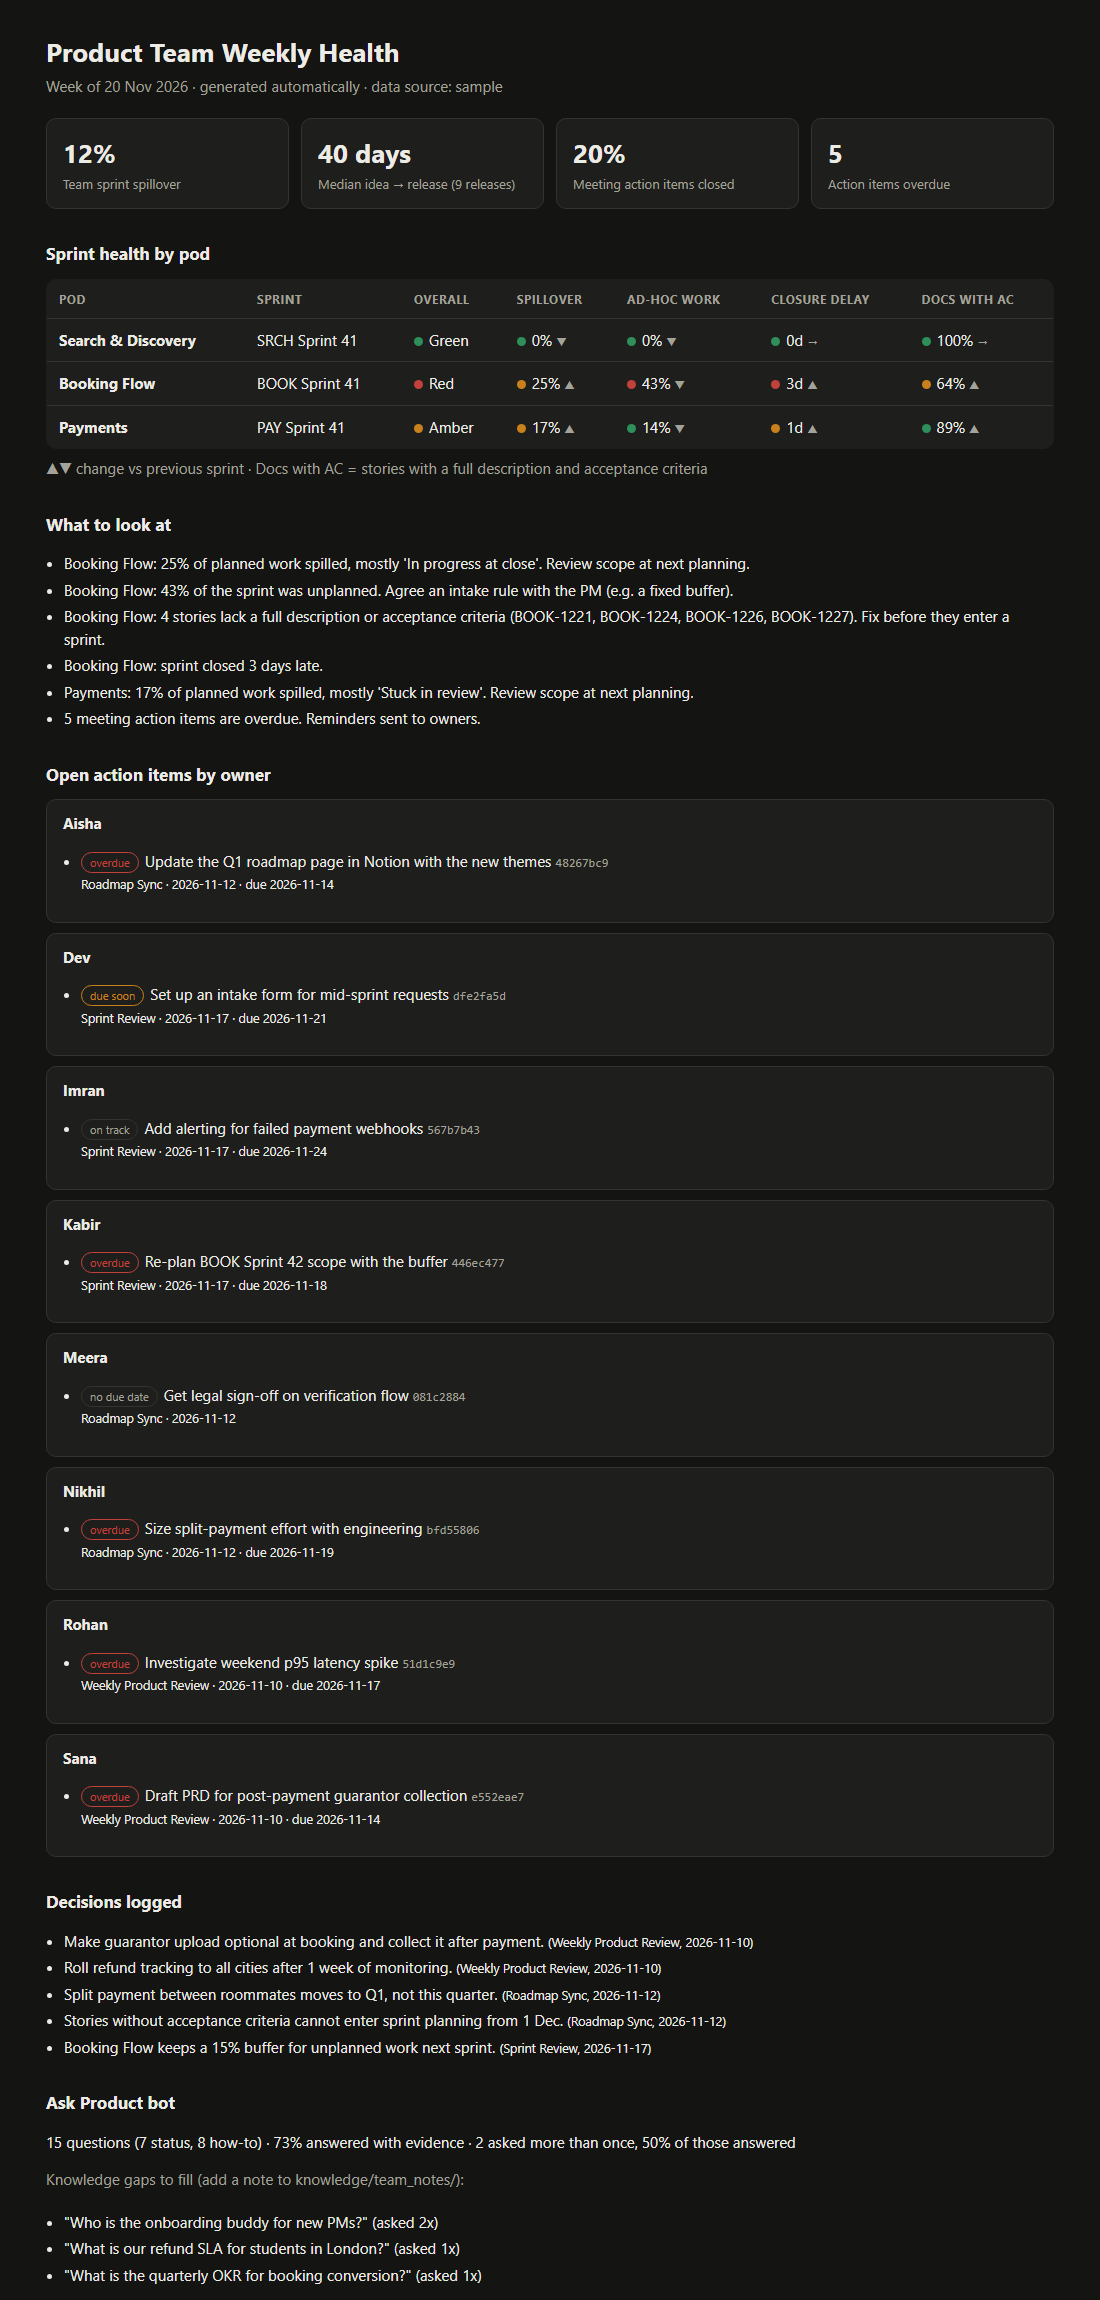 Product Team Weekly Health
Week of 20 Nov 2026 · generated automatically · data source: sample
12%
Team sprint spillover
40 days
Median idea → release (9 releases)
20%
Meeting action items closed
5
Action items overdue
Sprint health by pod
POD SPRINT OVERALL SPILLOVER AD-HOC WORK CLOSURE DELAY DOCS WITH AC
Search & Discovery SRCH Sprint 41 Green 0% ▼ 0% ▼ 0d → 100% →
Booking Flow BOOK Sprint 41 Red 25% ▲ 43% ▼ 3d ▲ 64% ▲
Payments PAY Sprint 41 Amber 17% ▲ 14% ▼ 1d ▲ 89% ▲
▲▼ change vs previous sprint · Docs with AC = stories with a full description and acceptance criteria
What to look at
• Booking Flow: 25% of planned work spilled, mostly 'In progress at close'. Review scope at next planning.
• Booking Flow: 43% of the sprint was unplanned. Agree an intake rule with the PM (e.g. a fixed buffer).
• Booking Flow: 4 stories lack a full description or acceptance criteria (BOOK-1221, BOOK-1224, BOOK-1226, BOOK-1227). Fix before they enter a
sprint.
• Booking Flow: sprint closed 3 days late.
• Payments: 17% of planned work spilled, mostly 'Stuck in review'. Review scope at next planning.
• 5 meeting action items are overdue. Reminders sent to owners.
Open action items by owner
Aisha
• overdue Update the Q1 roadmap page in Notion with the new themes 48267bc9
Roadmap Sync · 2026-11-12 · due 2026-11-14
Dev
• due soon Set up an intake form for mid-sprint requests dfe2fa5d
Sprint Review · 2026-11-17 · due 2026-11-21
Imran
• on track Add alerting for failed payment webhooks 567b7b43
Sprint Review · 2026-11-17 · due 2026-11-24
Kabir
• overdue Re-plan BOOK Sprint 42 scope with the buffer 446ec477
Sprint Review · 2026-11-17 · due 2026-11-18
Meera
• no due date Get legal sign-off on verification flow 081c2884
Roadmap Sync · 2026-11-12
Nikhil
• overdue Size split-payment effort with engineering bfd55806
Roadmap Sync · 2026-11-12 · due 2026-11-19
Rohan
• overdue Investigate weekend p95 latency spike 51d1c9e9
Weekly Product Review · 2026-11-10 · due 2026-11-17
Sana
• overdue Draft PRD for post-payment guarantor collection e552eae7
Weekly Product Review · 2026-11-10 · due 2026-11-14
Decisions logged
• Make guarantor upload optional at booking and collect it after payment. (Weekly Product Review, 2026-11-10)
• Roll refund tracking to all cities after 1 week of monitoring. (Weekly Product Review, 2026-11-10)
• Split payment between roommates moves to Q1, not this quarter. (Roadmap Sync, 2026-11-12)
• Stories without acceptance criteria cannot enter sprint planning from 1 Dec. (Roadmap Sync, 2026-11-12)
• Booking Flow keeps a 15% buffer for unplanned work next sprint. (Sprint Review, 2026-11-17)
Ask Product bot
15 questions (7 status, 8 how-to) · 73% answered with evidence · 2 asked more than once, 50% of those answered
Knowledge gaps to fill (add a note to knowledge/team_notes/):
• "Who is the onboarding buddy for new PMs?" (asked 2x)
• "What is our refund SLA for students in London?" (asked 1x)
• "What is the quarterly OKR for booking conversion?" (asked 1x)